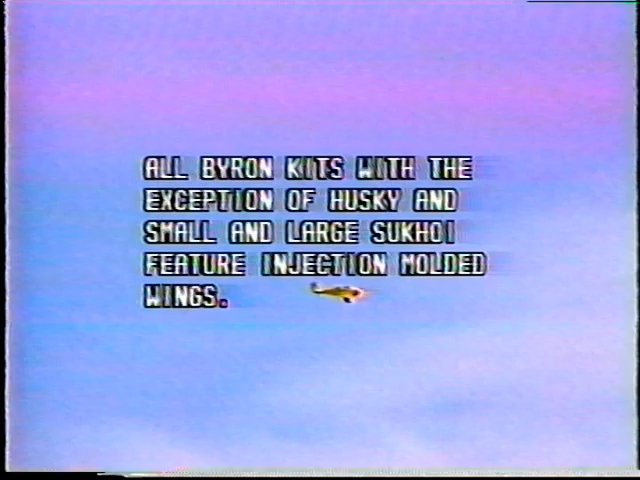 ALL BYRON KITS WITH THE
EXCEPTION OF HUSKY AND
SMALL AND LARGE SUKHOI
FEATURE INJECTION MOLDED
WINGS.